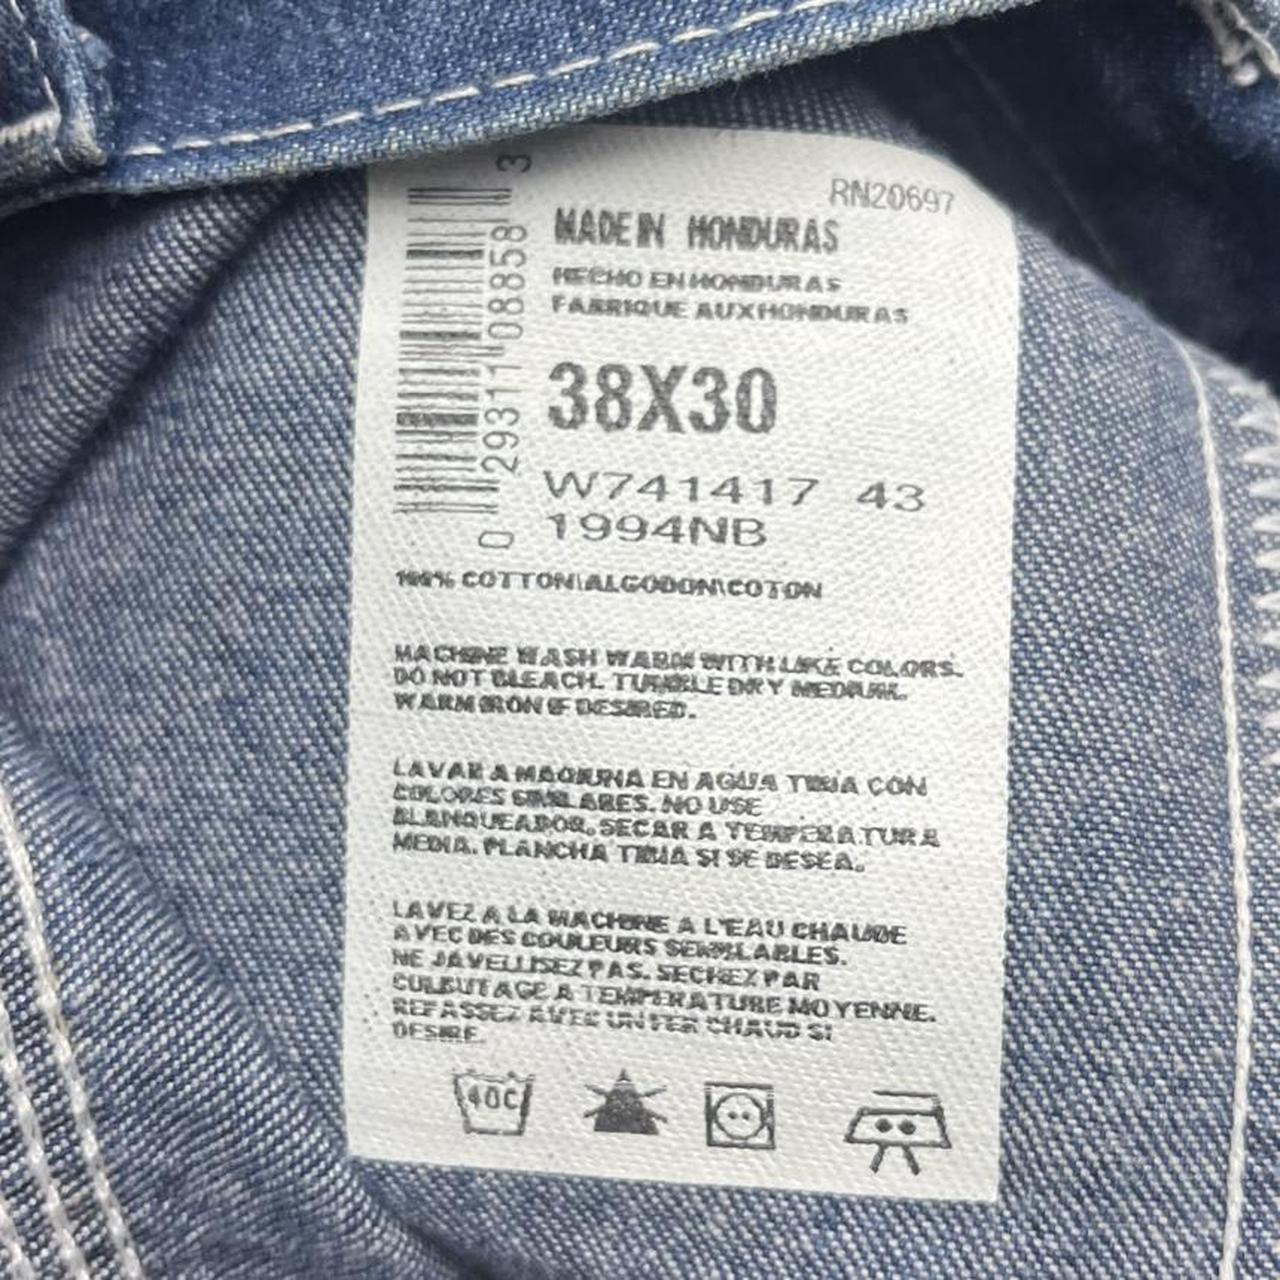 RN20697
MADE IN HONDURAS
HECHO EN HONDURAS
FABRIQUE AUX HONDURAS
0 29311 08858 3
38X30
W741417 43
1994NB
100% COTTON\ALGODON\COTON
MACHINE WASH WARM WITH LIKE COLORS.
DO NOT BLEACH. TUMBLE DRY MEDIUM.
WARM IRON IF DESIRED.
LAVAR A MAQUINA EN AGUA TIBIA CON
COLORES SIMILARES. NO USE
BLANQUEADOR. SECAR A TEMPERATURA
MEDIA. PLANCHA TIBIA SI SE DESEA.
LAVEZ A LA MACHINE A L'EAU CHAUDE
AVEC DES COULEURS SEMBLABLES.
NE JAVELLISEZ PAS. SECHEZ PAR
CULBUTAGE A TEMPERATURE MOYENNE.
REPASSEZ AVEC UN FER CHAUD SI
DESIRE.
40C